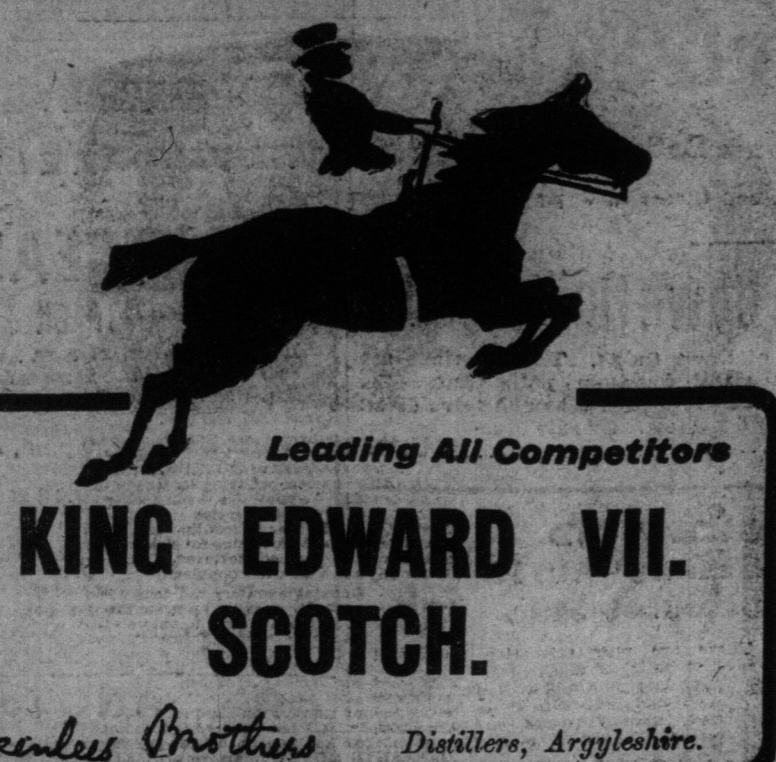 Leading All Competitors
KING EDWARD VII.
SCOTCH.
Brothers Distillers, Argyleshire.